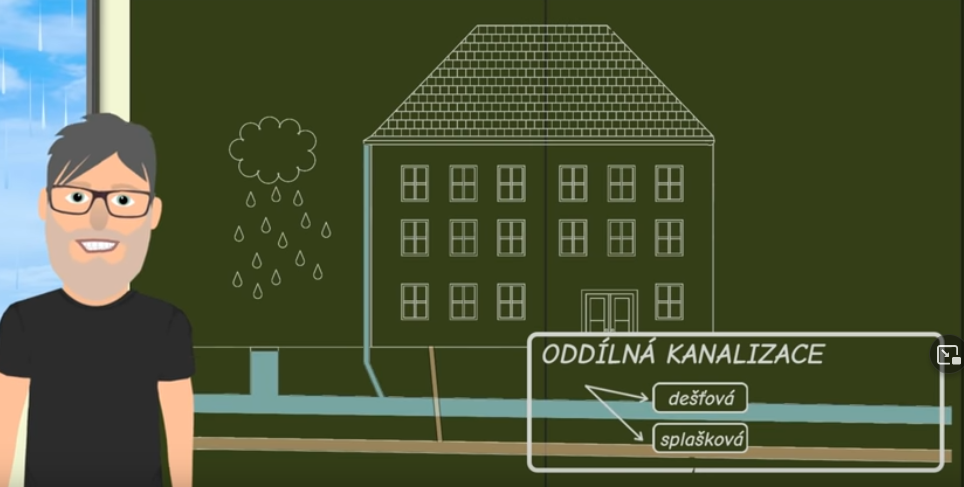 ODDÍLNÁ KANALIZACE
dešťová
splašková